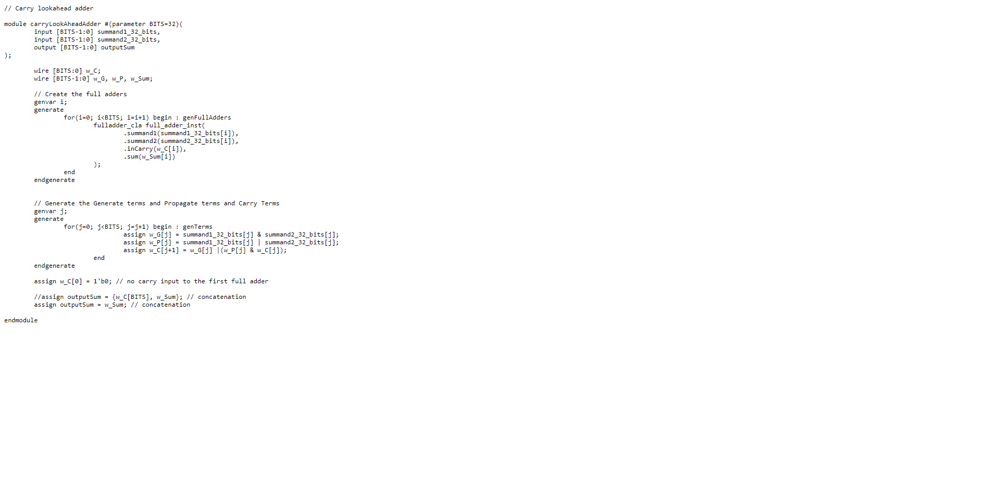 // Carry lookahead adder
module carryLookAheadAdder #(parameter BITS=32)(
input [BITS-1:0] summand1_32_bits,
input [BITS-1:0] summand2_32_bits,
output [BITS-1:0] outputSum
);
wire [BITS:0] w_C;
wire [BITS-1:0] w_G, w_P, w_Sum;
// Create the full adders
genvar i;
generate
for(i=0; i<BITS; i=i+1) begin : genFullAdders
fulladder_cla full_adder_inst(
.summand1(summand1_32_bits[i]),
.summand2(summand2_32_bits[i]),
.inCarry(w_C[i]),
.sum(w_Sum[i])
);
end
endgenerate
// Generate the Generate terms and Propagate terms and Carry Terms
genvar j;
generate
for(j=0; j<BITS; j=j+1) begin : genTerms
assign w_G[j] = summand1_32_bits[j] & summand2_32_bits[j];
assign w_P[j] = summand1_32_bits[j] | summand2_32_bits[j];
assign w_C[j+1] = w_G[j] |(w_P[j] & w_C[j]);
end
endgenerate
assign w_C[0] = 1'b0; // no carry input to the first full adder
//assign outputSum = {w_C[BITS], w_Sum}; // concatenation
assign outputSum = w_Sum; // concatenation
endmodule